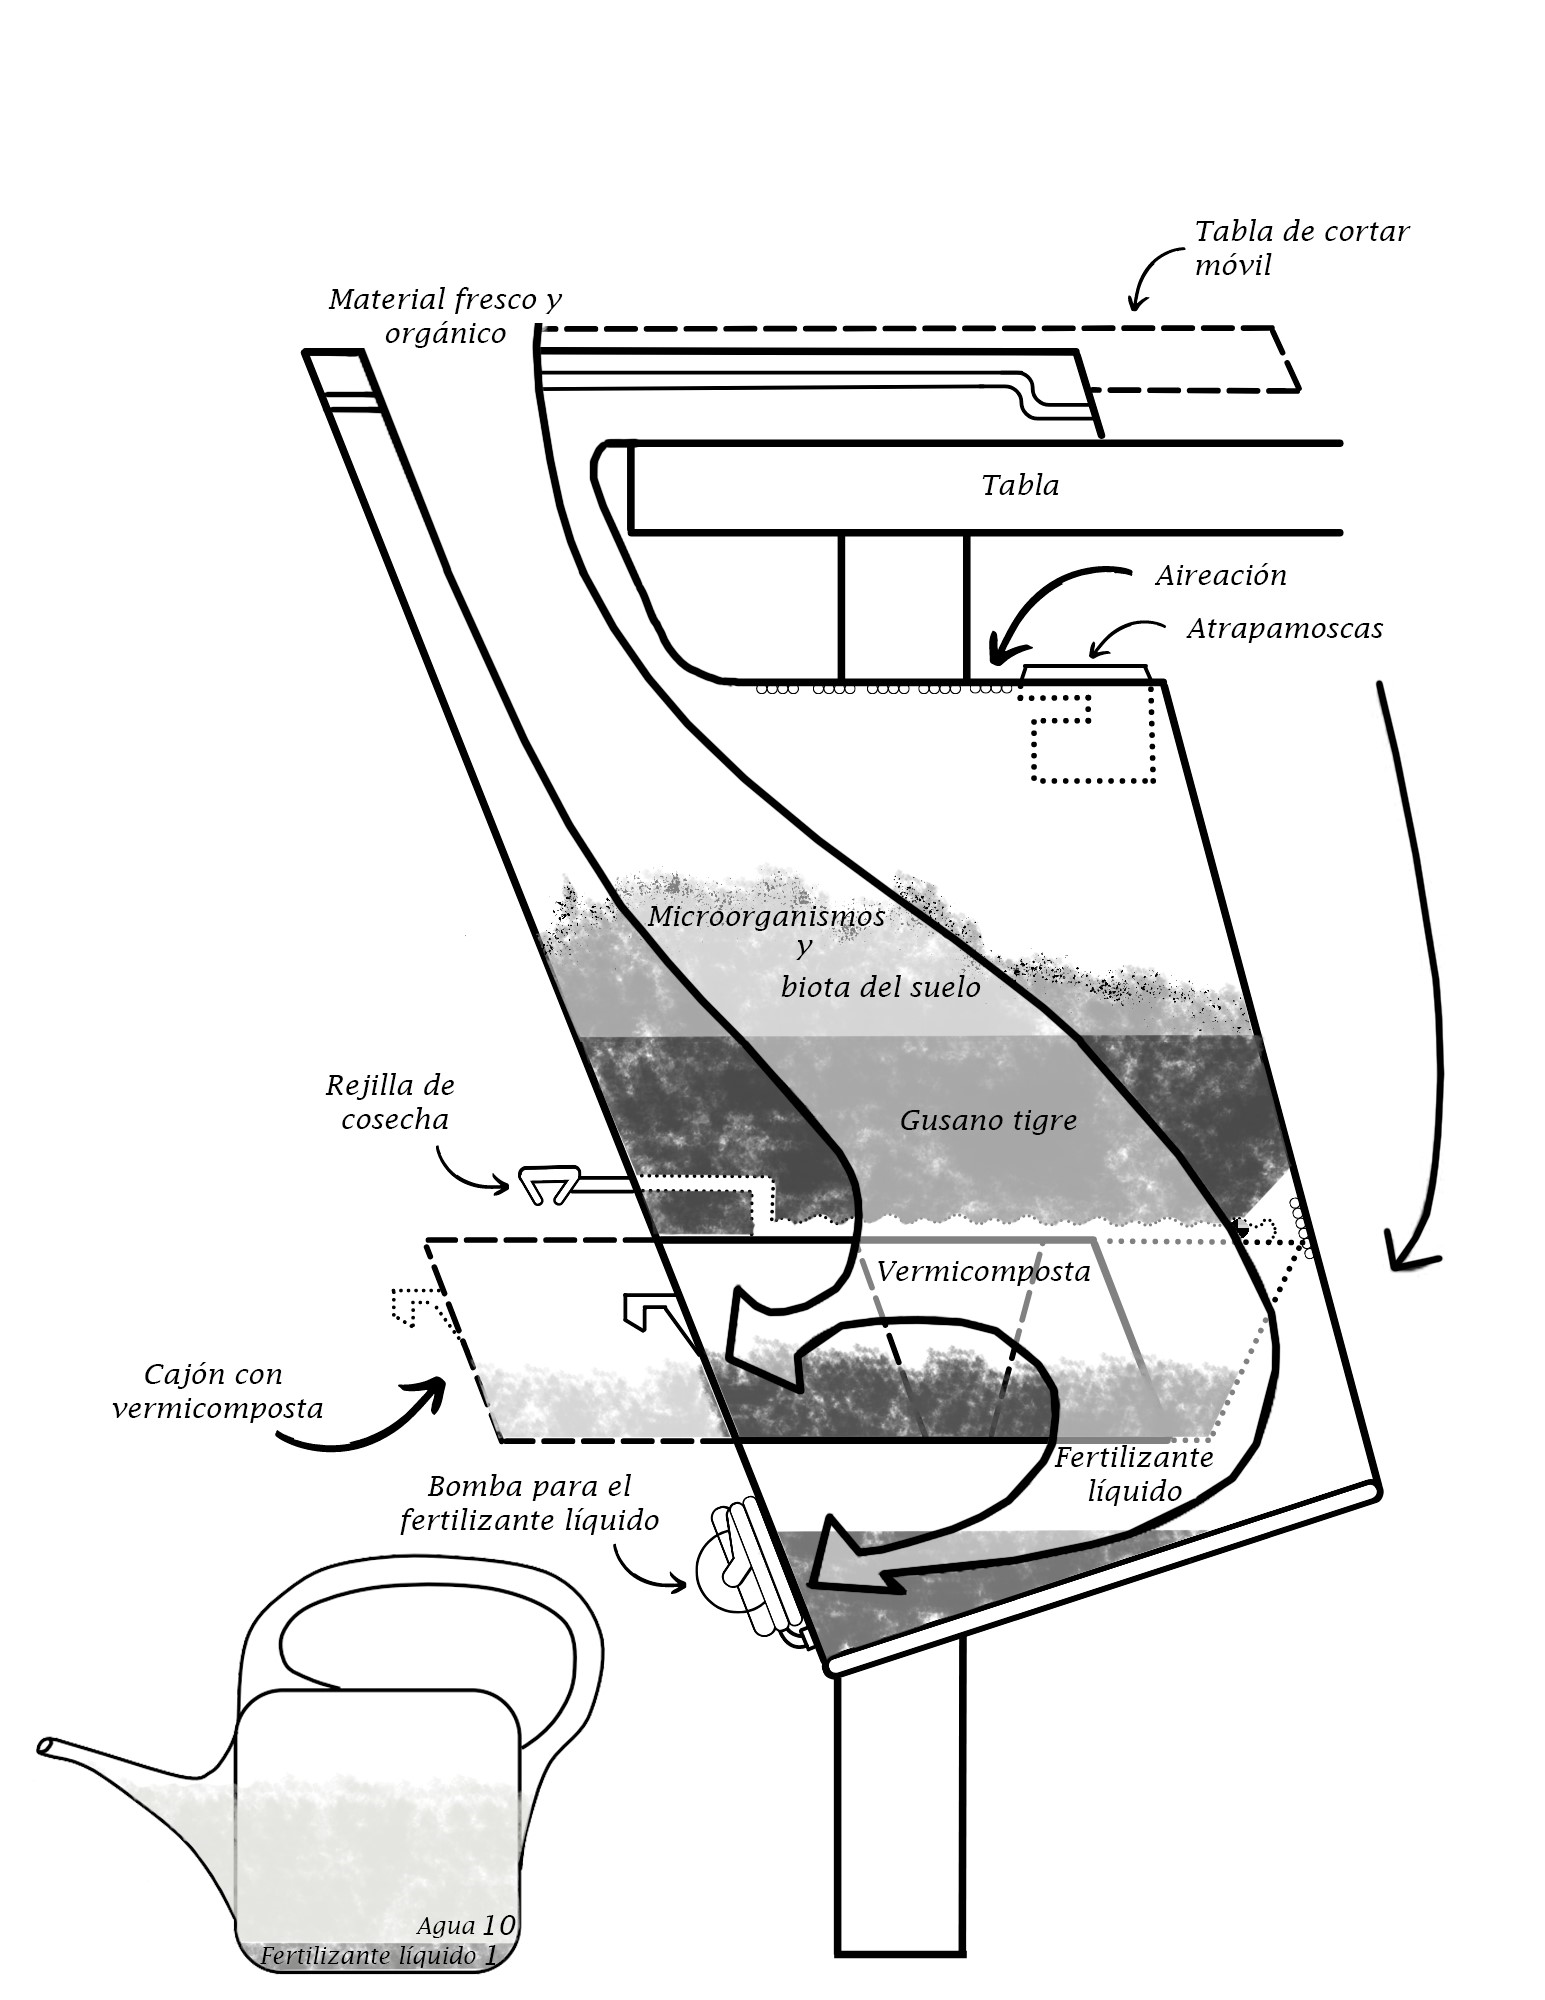 Tabla de cortar
móvil
Material fresco y
orgánico
Tabla
Aireación
Atrapamoscas
Microorganismos
y
biota del suelo
Rejilla de
cosecha
Gusano tigre
Vermicomposta
Cajón con
vermicomposta
Fertilizante
líquido
Bomba para el
fertilizante líquido
Agua 10
Fertilizante líquido 1